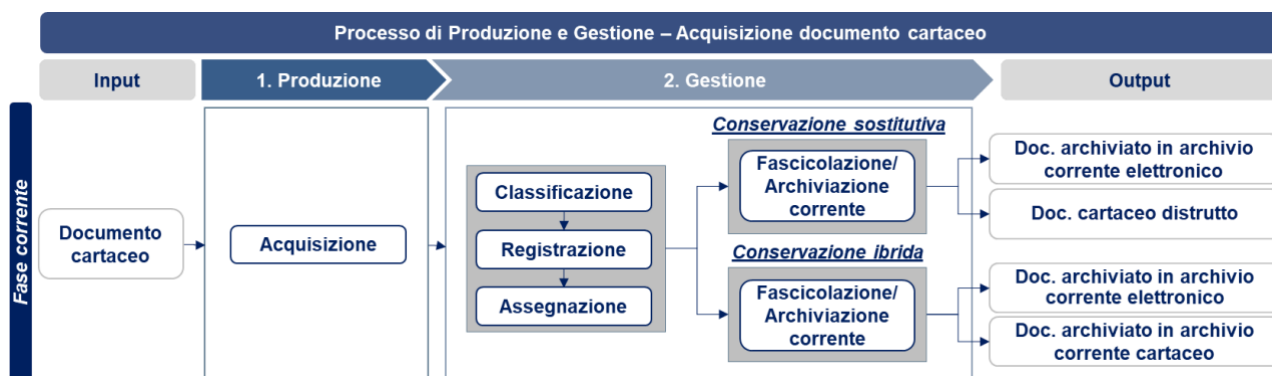 Processo di Produzione e Gestione – Acquisizione documento cartaceo
Input
1. Produzione
2. Gestione
Output
Fase corrente
Documento
cartaceo
Acquisizione
Classificazione
Registrazione
Assegnazione
Conservazione sostitutiva
Fascicolazione/
Archiviazione
corrente
Conservazione ibrida
Fascicolazione/
Archiviazione
corrente
Doc. archiviato in archivio
corrente elettronico
Doc. cartaceo distrutto
Doc. archiviato in archivio
corrente elettronico
Doc. archiviato in archivio
corrente cartaceo